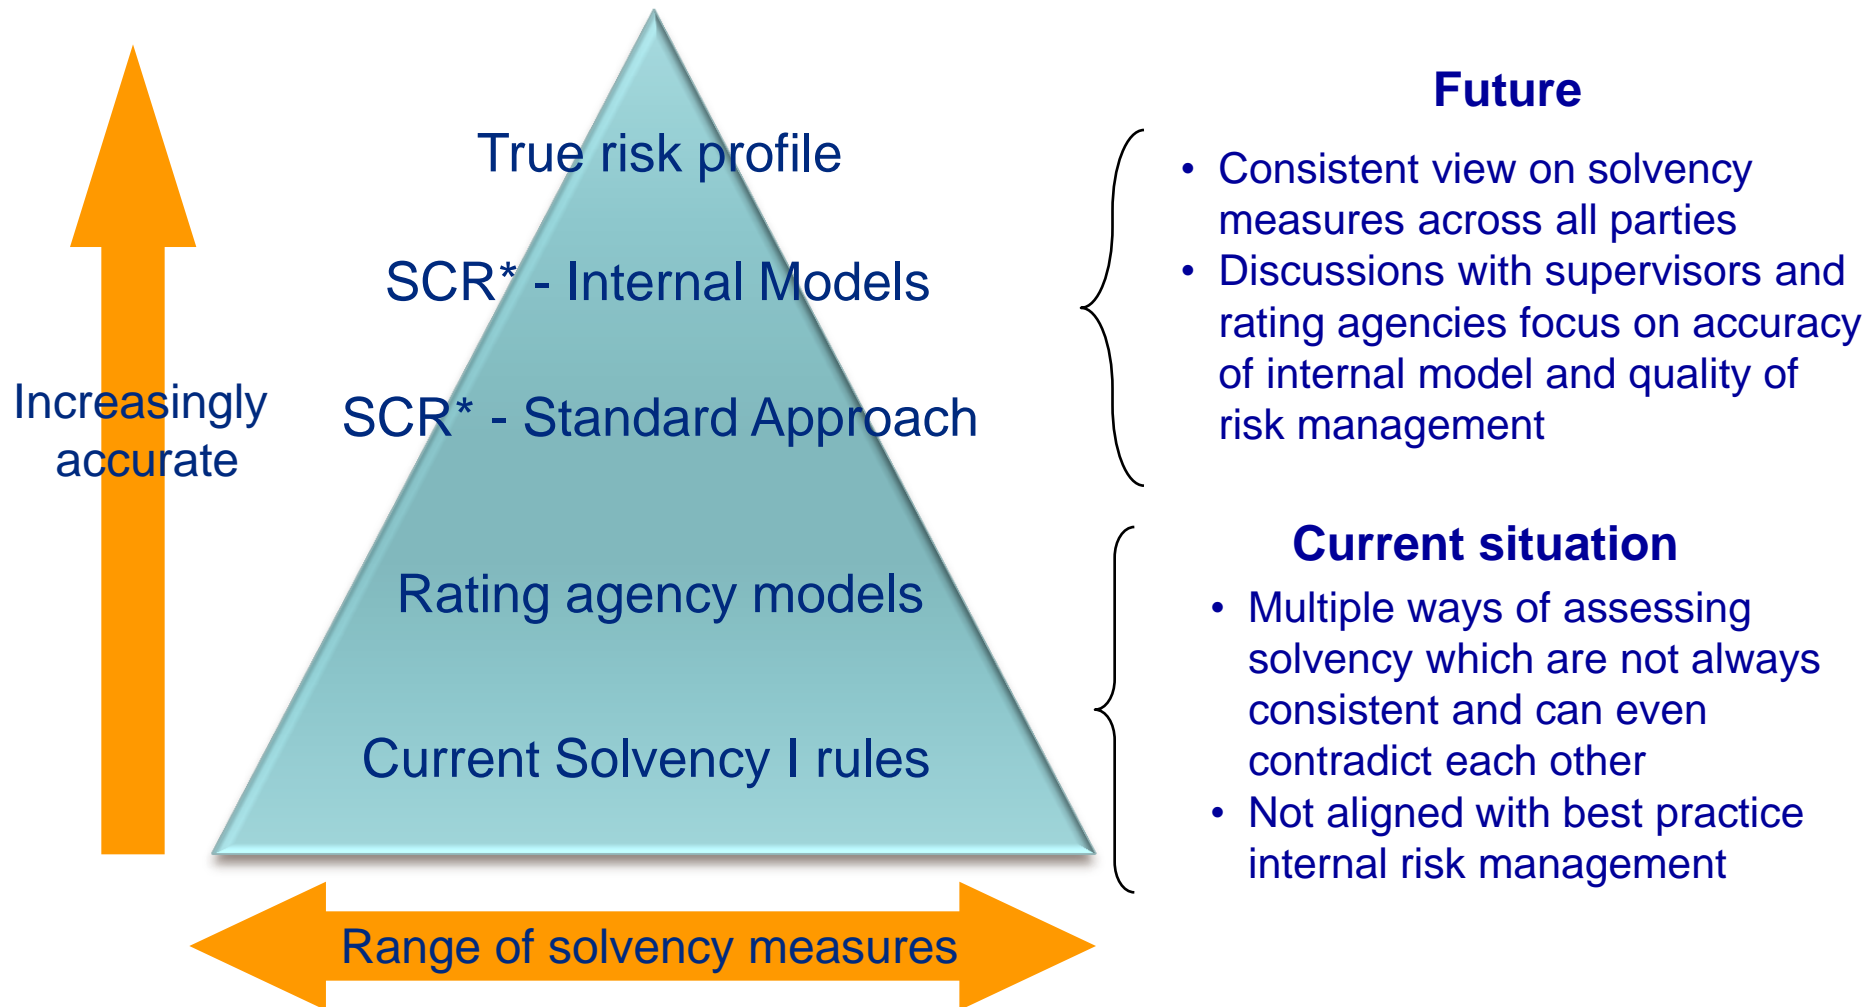 True risk profile
SCR* - Internal Models
SCR* - Standard Approach
Rating agency models
Current Solvency I rules
Increasingly
accurate
Range of solvency measures
Future
• Consistent view on solvency
measures across all parties
• Discussions with supervisors and
rating agencies focus on accuracy
of internal model and quality of
risk management
Current situation
• Multiple ways of assessing
solvency which are not always
consistent and can even
contradict each other
• Not aligned with best practice
internal risk management